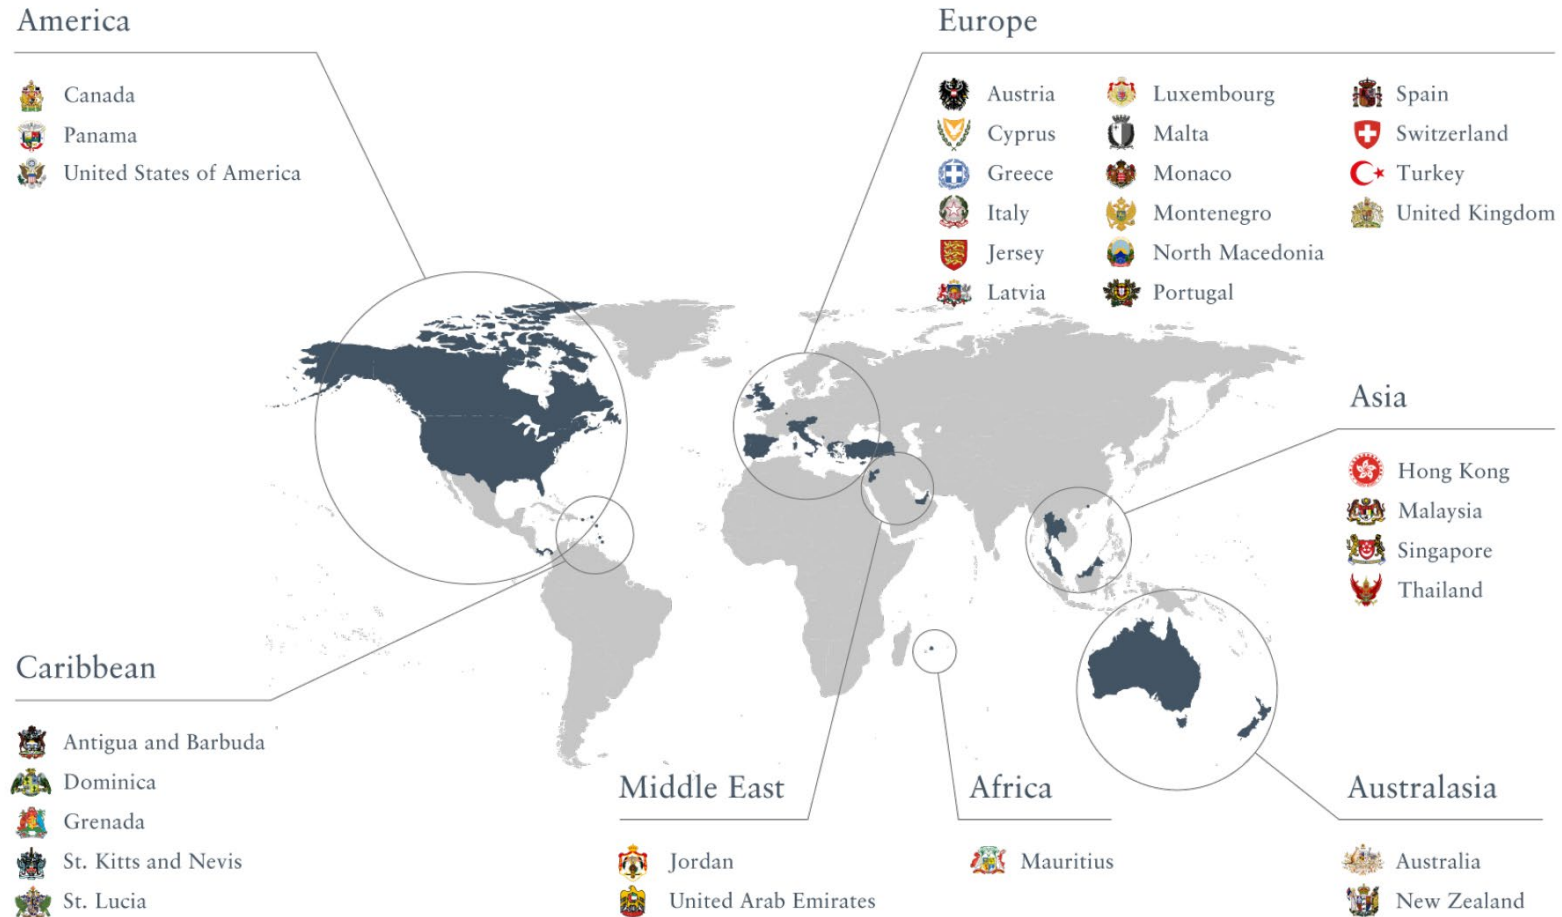 America
Canada
Panama
United States of America
Europe
Austria
Cyprus
Greece
Italy
Jersey
Latvia
Luxembourg
Malta
Monaco
Montenegro
North Macedonia
Portugal
Spain
Switzerland
Turkey
United Kingdom
Asia
Hong Kong
Malaysia
Singapore
Thailand
Caribbean
Antigua and Barbuda
Dominica
Grenada
St. Kitts and Nevis
St. Lucia
Middle East
Jordan
United Arab Emirates
Africa
Mauritius
Australasia
Australia
New Zealand